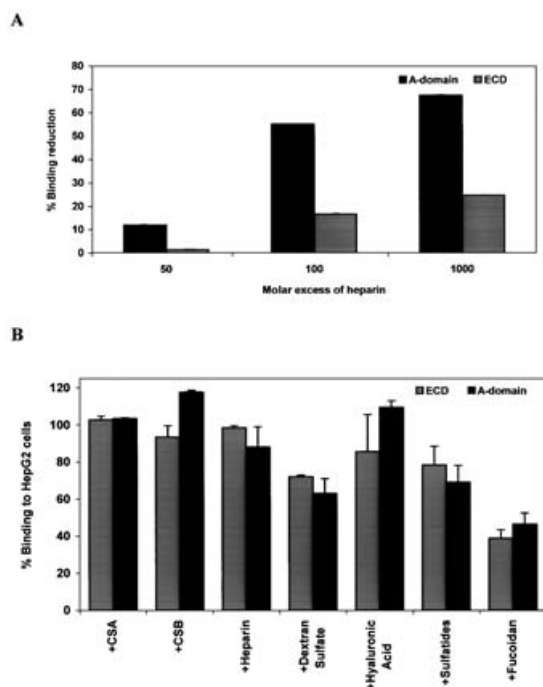 A
80
70
60
50
40
30
20
10
0
% Binding reduction
A-domain
ECD
50
100
1000
Molar excess of heparin
B
120
100
80
60
40
20
0
% Binding to HepG2 cells
ECD
A-domain
+CSA
+CSB
+Heparin
+Dextran
Sulfate
+Hyaluronic
Acid
+Sulfatides
+Fucoidan